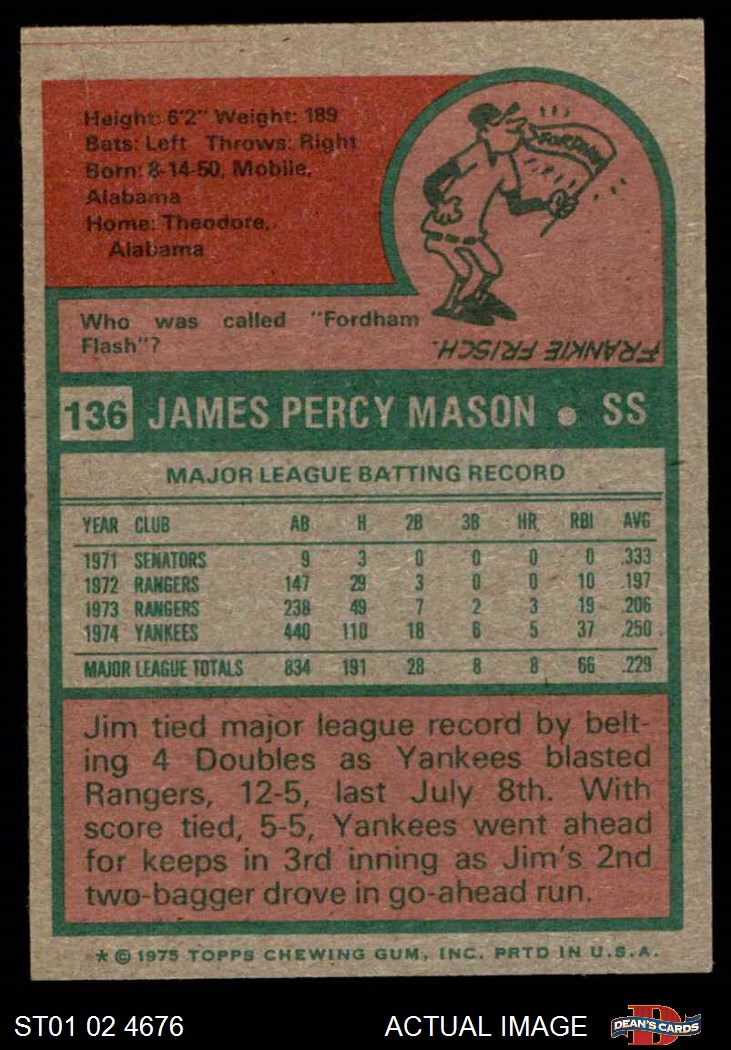 Height: 6'2" Weight: 189
Bats: Left Throws: Right
Born: 8-14-50, Mobile,
Alabama
Home: Theodore,
Alabama
FORDHAM
Who was called "Fordham
Flash"?
FRANKIE FRISCH.
136 JAMES PERCY MASON • SS
MAJOR LEAGUE BATTING RECORD
YEAR CLUB AB H 2B 3B HR RBI AVG
1971 SENATORS 9 3 0 0 0 0 .333
1972 RANGERS 147 29 3 0 0 10 .197
1973 RANGERS 238 49 7 2 3 19 .206
1974 YANKEES 440 110 18 6 5 37 .250
MAJOR LEAGUE TOTALS 834 191 28 8 8 66 .229
Jim tied major league record by belt-
ing 4 Doubles as Yankees blasted
Rangers, 12-5, last July 8th. With
score tied, 5-5, Yankees went ahead
for keeps in 3rd inning as Jim's 2nd
two-bagger drove in go-ahead run.
* © 1975 TOPPS CHEWING GUM, INC. PRTD IN U.S.A.
ST01 02 4676 ACTUAL IMAGE D DEAN'S CARDS